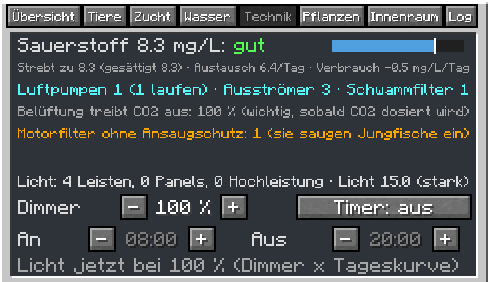 Übersicht Tiere Zucht Wasser Technik Pflanzen Innenraum Log
Sauerstoff 8.3 mg/L: gut
Strebt zu 8.3 (gesättigt 8.3) · Austausch 6.4/Tag · Verbrauch -0.5 mg/L/Tag
Luftpumpen 1 (1 laufen) · Ausströmer 3 · Schwammfilter 1
Belüftung treibt CO2 aus: 100 % (wichtig, sobald CO2 dosiert wird)
Motorfilter ohne Ansaugschutz: 1 (sie saugen Jungfische ein)
Licht: 4 Leisten, 0 Panels, 0 Hochleistung · Licht 15.0 (stark)
Dimmer - 100 % + Timer: aus
An - 08:00 + Aus - 20:00 +
Licht jetzt bei 100 % (Dimmer x Tageskurve)